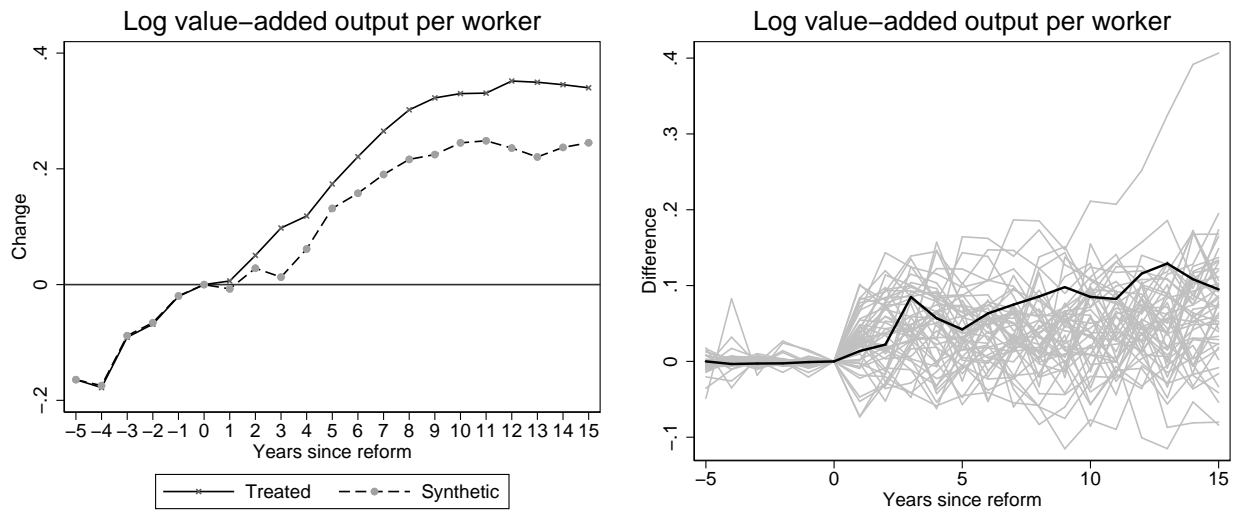 Log value−added output per worker
.4
.2
0
−.2
Change
−5 −4 −3 −2 −1 0 1 2 3 4 5 6 7 8 9 10 11 12 13 14 15
Years since reform
Treated Synthetic
Log value−added output per worker
.4
.3
.2
.1
0
−.1
Difference
−5 0 5 10 15
Years since reform